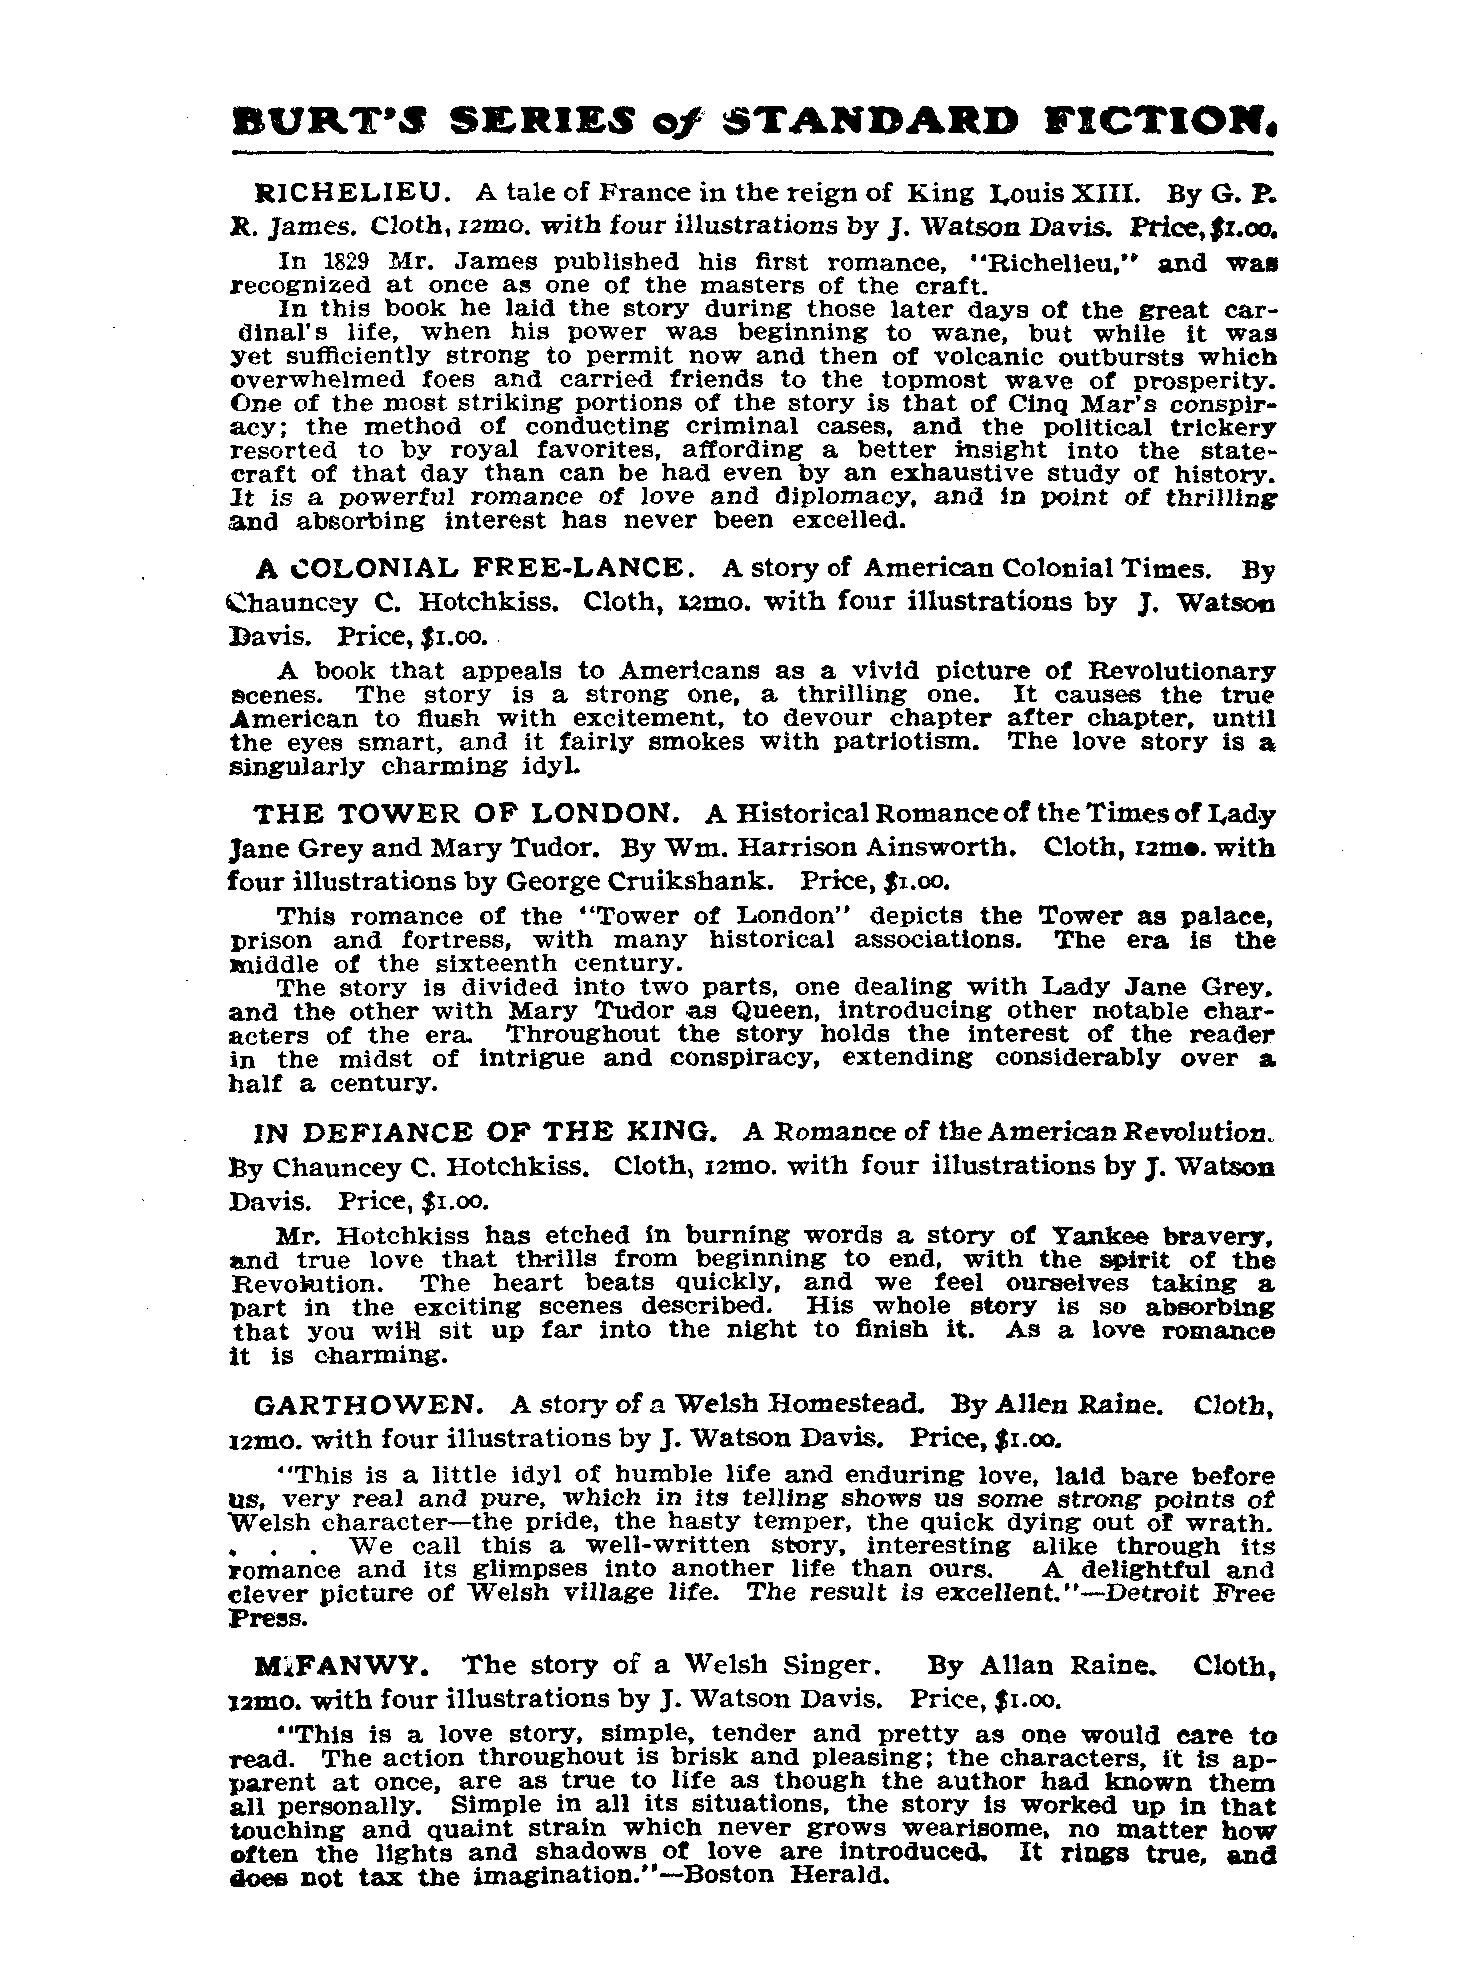 BURT'S SERIES of STANDARD FICTION.
RICHELIEU. A tale of France in the reign of King Louis XIII. By G. P.
R. James. Cloth, 12mo. with four illustrations by J. Watson Davis. Price, $1.00.
In 1829 Mr. James published his first romance, "Richelieu," and was
recognized at once as one of the masters of the craft.
In this book he laid the story during those later days of the great car-
dinal's life, when his power was beginning to wane, but while it was
yet sufficiently strong to permit now and then of volcanic outbursts which
overwhelmed foes and carried friends to the topmost wave of prosperity.
One of the most striking portions of the story is that of Cinq Mar's conspir-
acy; the method of conducting criminal cases, and the political trickery
resorted to by royal favorites, affording a better insight into the state-
craft of that day than can be had even by an exhaustive study of history.
It is a powerful romance of love and diplomacy, and in point of thrilling
and absorbing interest has never been excelled.
A COLONIAL FREE-LANCE. A story of American Colonial Times. By
Chauncey C. Hotchkiss. Cloth, 12mo. with four illustrations by J. Watson
Davis. Price, $1.00.
A book that appeals to Americans as a vivid picture of Revolutionary
scenes. The story is a strong one, a thrilling one. It causes the true
American to flush with excitement, to devour chapter after chapter, until
the eyes smart, and it fairly smokes with patriotism. The love story is a
singularly charming idyl.
THE TOWER OF LONDON. A Historical Romance of the Times of Lady
Jane Grey and Mary Tudor. By Wm. Harrison Ainsworth. Cloth, 12mo. with
four illustrations by George Cruikshank. Price, $1.00.
This romance of the "Tower of London" depicts the Tower as palace,
prison and fortress, with many historical associations. The era is the
middle of the sixteenth century.
The story is divided into two parts, one dealing with Lady Jane Grey,
and the other with Mary Tudor as Queen, introducing other notable char-
acters of the era. Throughout the story holds the interest of the reader
in the midst of intrigue and conspiracy, extending considerably over a
half a century.
IN DEFIANCE OF THE KING. A Romance of the American Revolution.
By Chauncey C. Hotchkiss. Cloth, 12mo. with four illustrations by J. Watson
Davis. Price, $1.00.
Mr. Hotchkiss has etched in burning words a story of Yankee bravery,
and true love that thrills from beginning to end, with the spirit of the
Revolution. The heart beats quickly, and we feel ourselves taking a
part in the exciting scenes described. His whole story is so absorbing
that you will sit up far into the night to finish it. As a love romance
it is charming.
GARTHOWEN. A story of a Welsh Homestead. By Allen Raine. Cloth,
12mo. with four illustrations by J. Watson Davis. Price, $1.00.
"This is a little idyl of humble life and enduring love, laid bare before
us, very real and pure, which in its telling shows us some strong points of
Welsh character—the pride, the hasty temper, the quick dying out of wrath.
. . . We call this a well-written story, interesting alike through its
romance and its glimpses into another life than ours. A delightful and
clever picture of Welsh village life. The result is excellent."—Detroit Free
Press.
MIFANWY. The story of a Welsh Singer. By Allan Raine. Cloth,
12mo. with four illustrations by J. Watson Davis. Price, $1.00.
"This is a love story, simple, tender and pretty as one would care to
read. The action throughout is brisk and pleasing; the characters, it is ap-
parent at once, are as true to life as though the author had known them
all personally. Simple in all its situations, the story is worked up in that
touching and quaint strain which never grows wearisome, no matter how
often the lights and shadows of love are introduced. It rings true, and
does not tax the imagination."—Boston Herald.